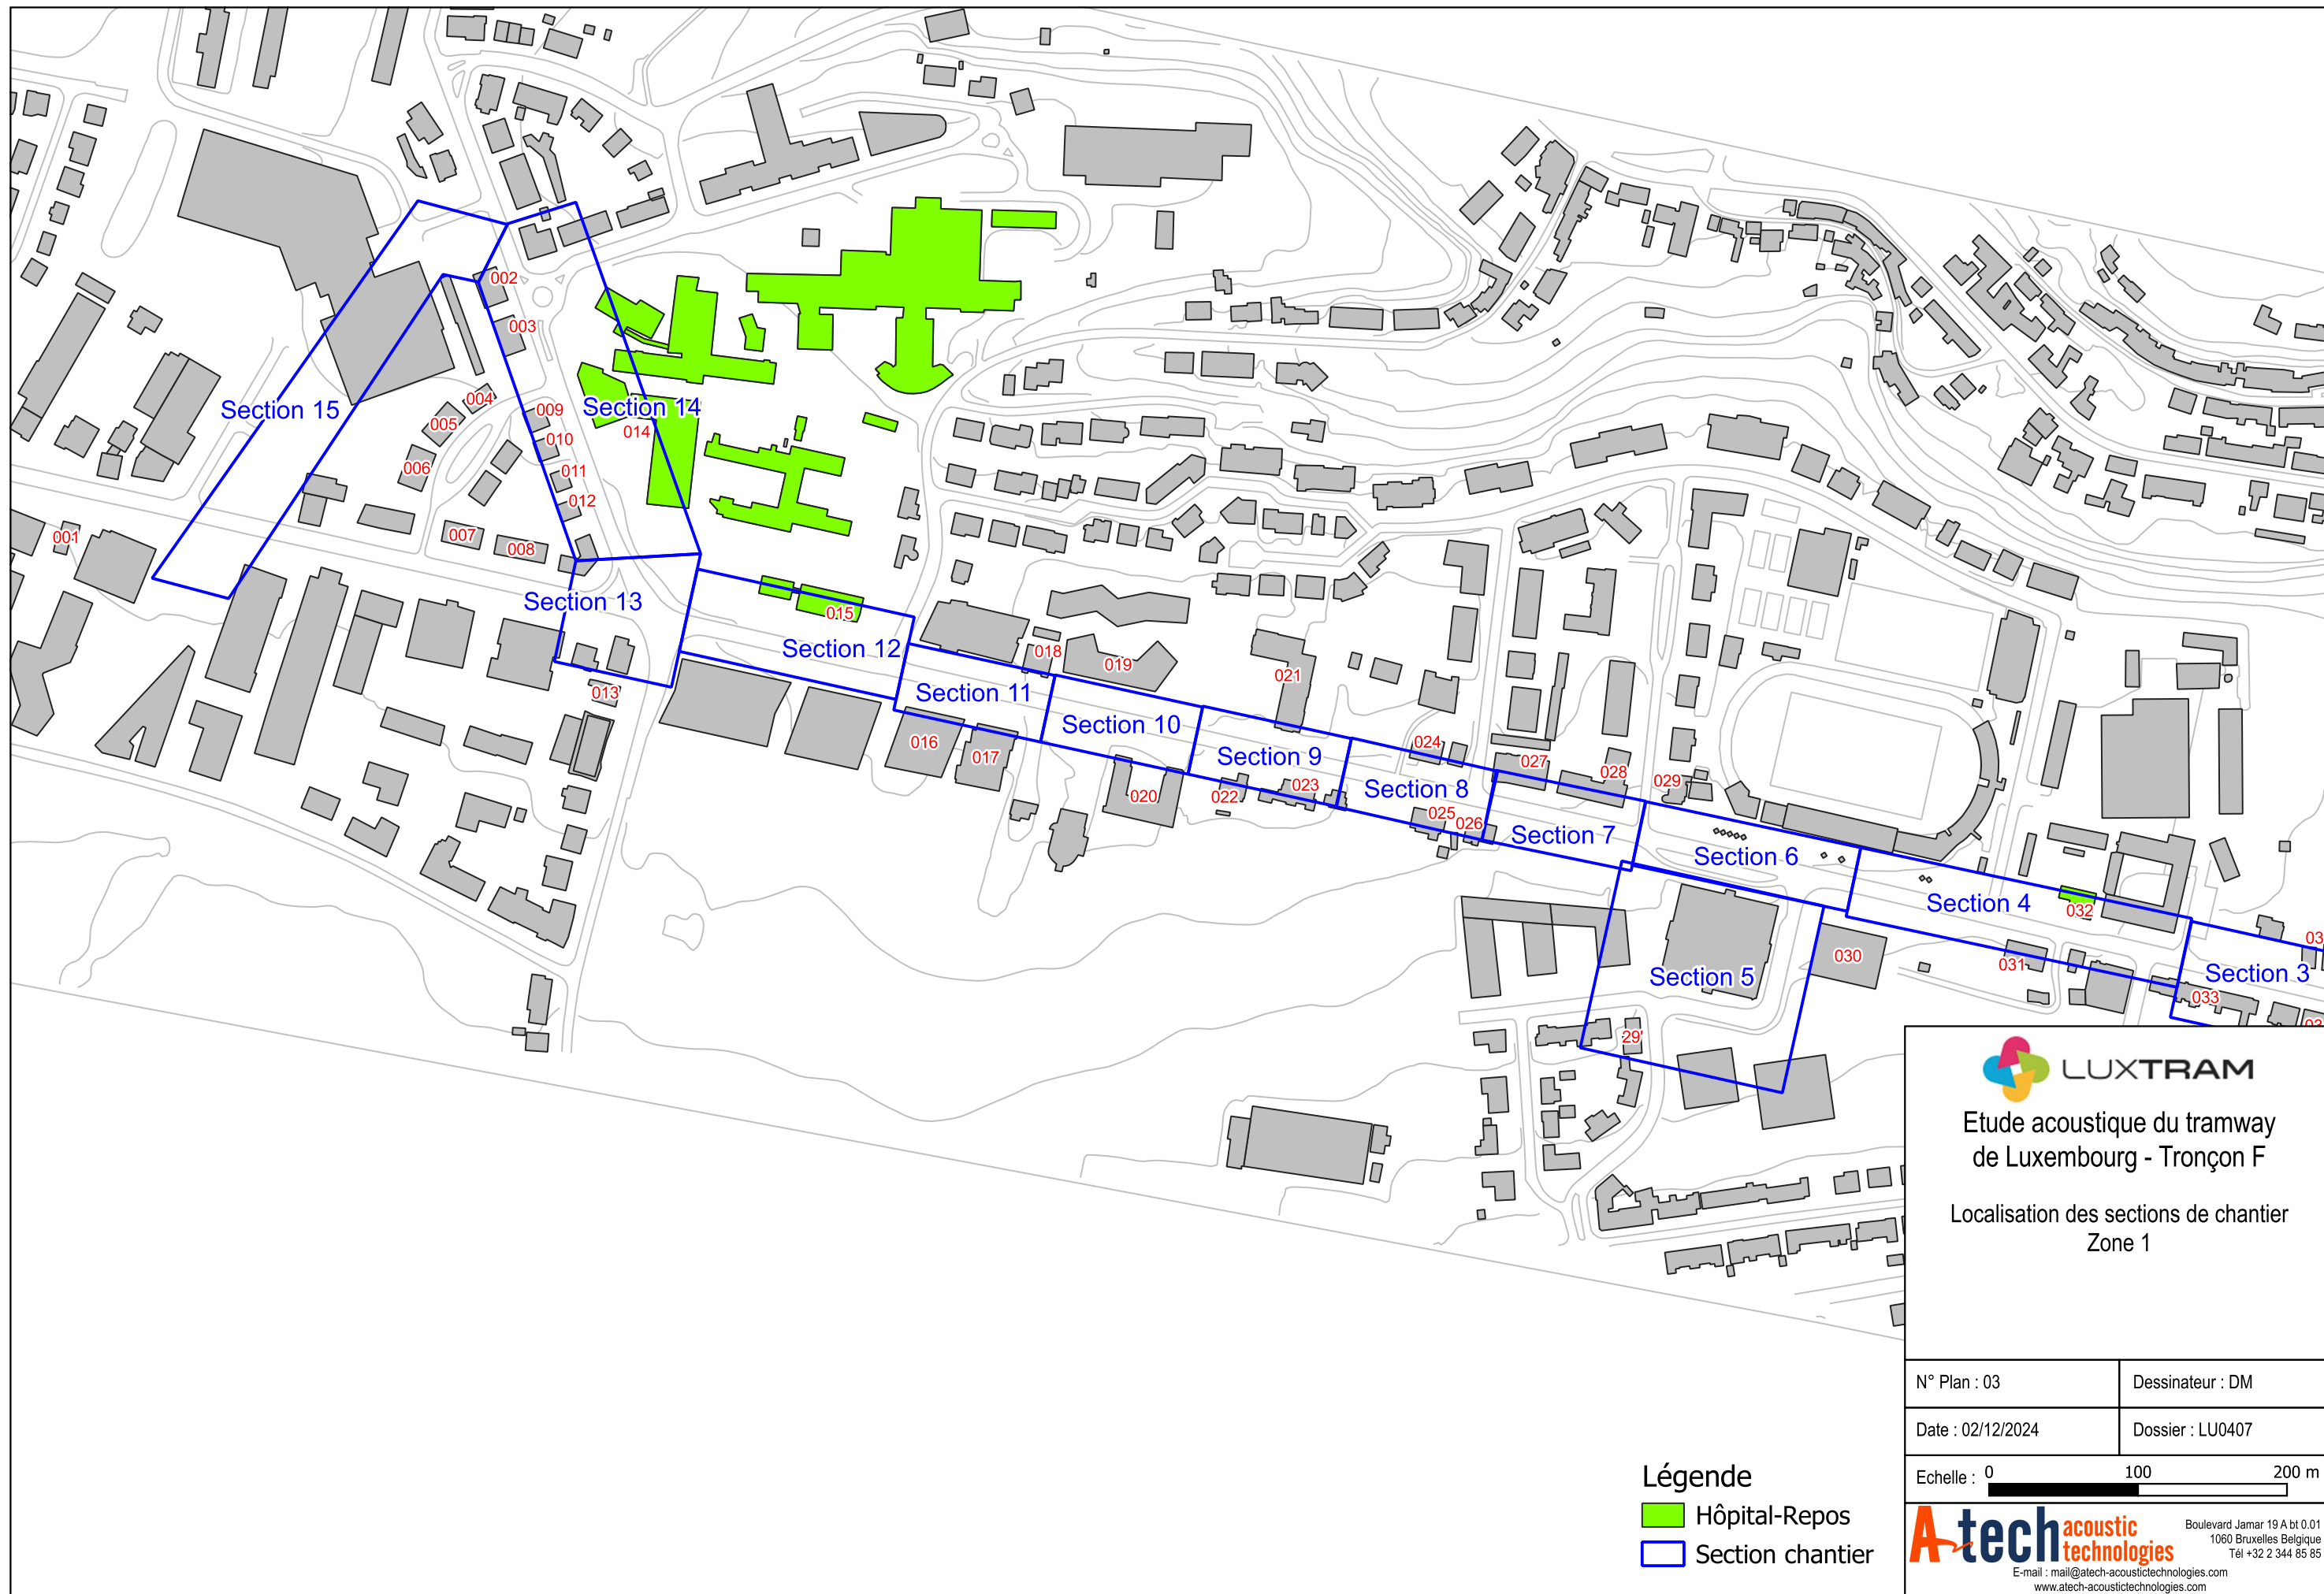 002
003
004
Section 15
009
Section 14
005
014
010
006
011
012
001
007
008
Section 13
015
Section 12
018
019
021
013
Section 11
016
017
Section 10
020
Section 9
022
023
024
Section 8
025
026
027
028
029
Section 7
Section 6
Section 4
032
Section 5
030
031
29'
03
Section 3
033
LUXTRAM
Etude acoustique du tramway
de Luxembourg - Tronçon F
Localisation des sections de chantier
Zone 1
N° Plan : 03
Dessinateur : DM
Date : 02/12/2024
Dossier : LU0407
Echelle : 0 100 200 m
Légende
Hôpital-Repos
Section chantier
A-tech acoustic
technologies
Boulevard Jamar 19 A bt 0.01
1060 Bruxelles Belgique
Tél +32 2 344 85 85
E-mail : mail@atech-acoustictechnologies.com
www.atech-acoustictechnologies.com